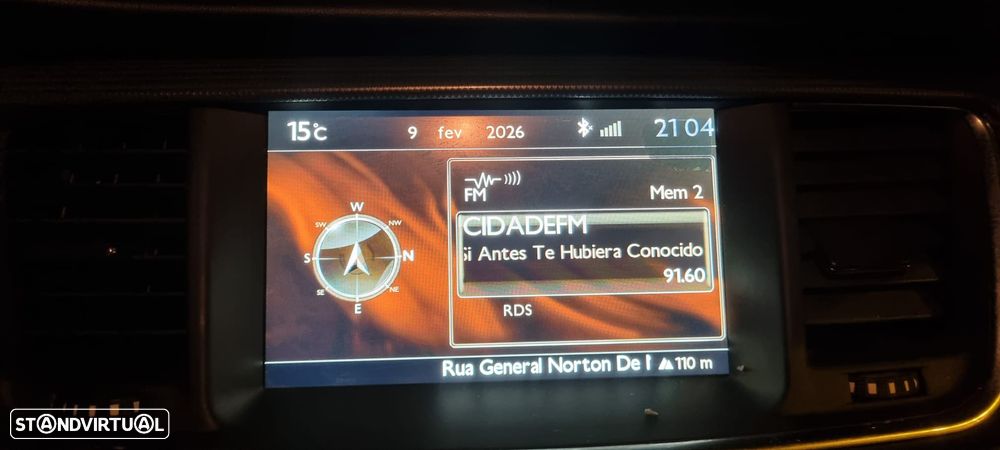 15°C 9 fev 2026 21 04
FM
Mem 2
CIDADEFM
Si Antes Te Hubiera Conocido
91.60
RDS
W
SW NW
S N
SE NE
E
Rua General Norton De 110 m
STANDVIRTUAL